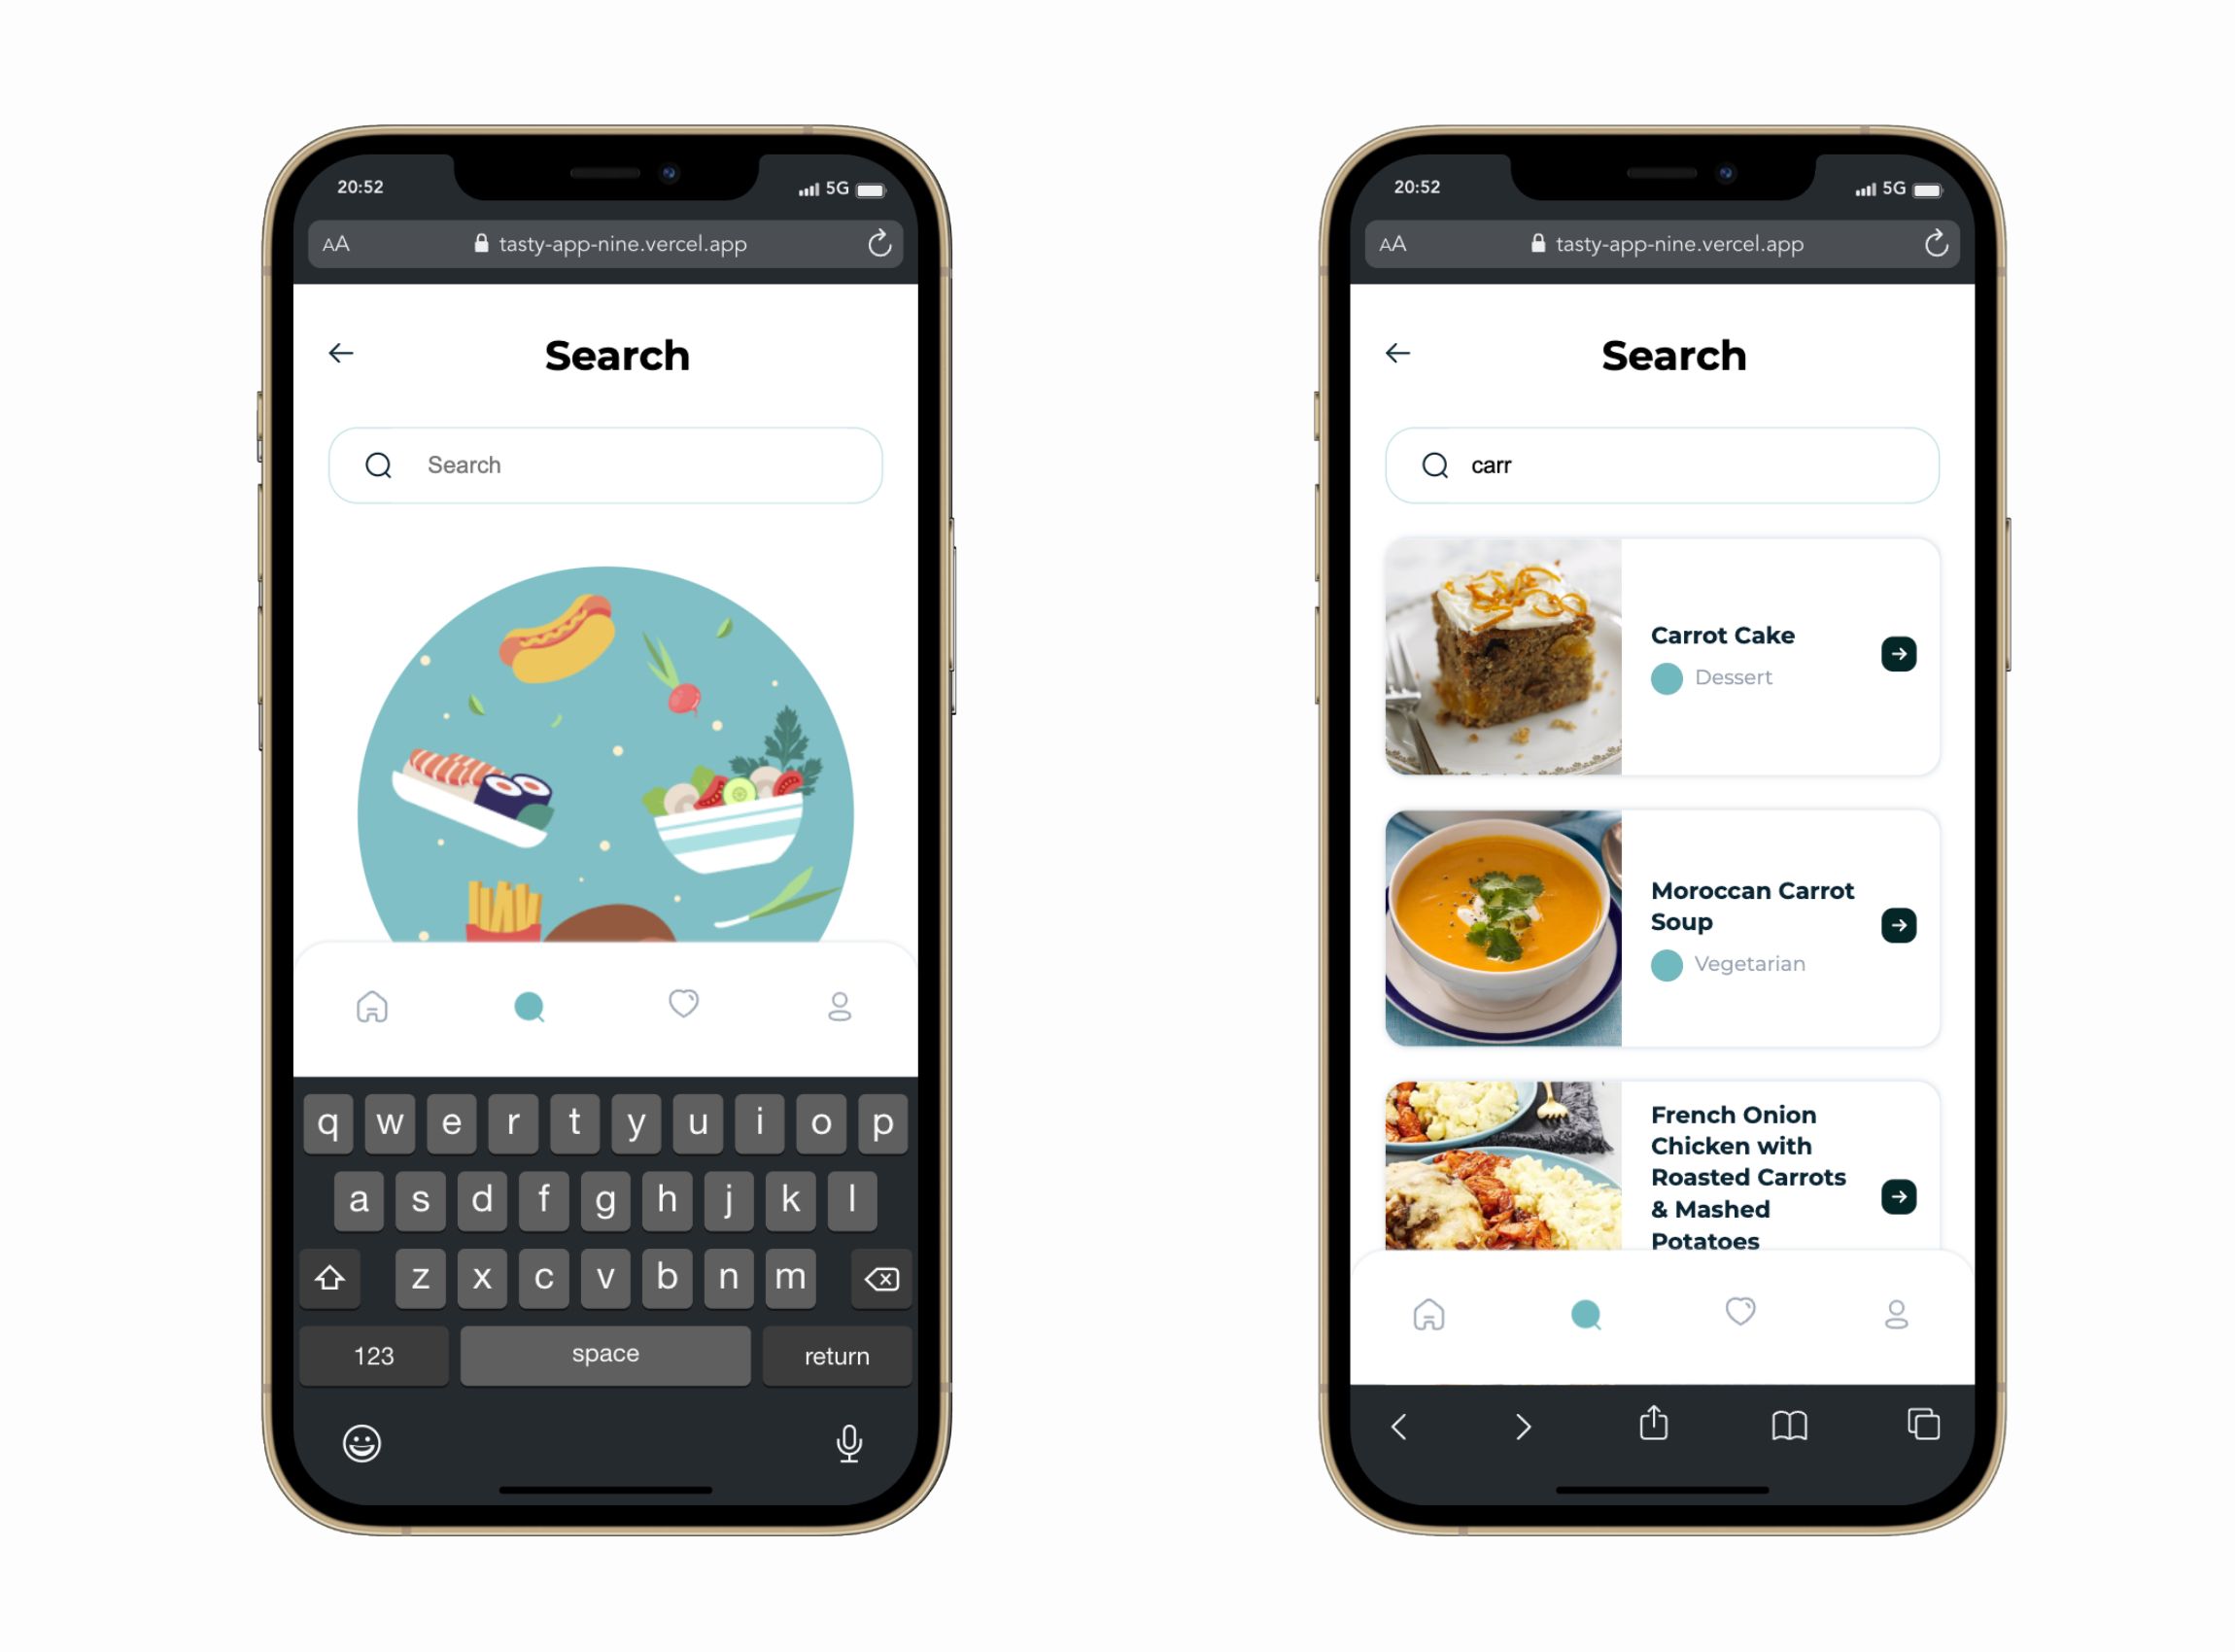 20:52
5G
AA
tasty-app-nine.vercel.app
Search
Search
q w e r t y u i o p
a s d f g h j k l
z x c v b n m
123
space
return
20:52
5G
AA
tasty-app-nine.vercel.app
Search
carr
Carrot Cake
Dessert
Moroccan Carrot
Soup
Vegetarian
French Onion
Chicken with
Roasted Carrots
& Mashed
Potatoes